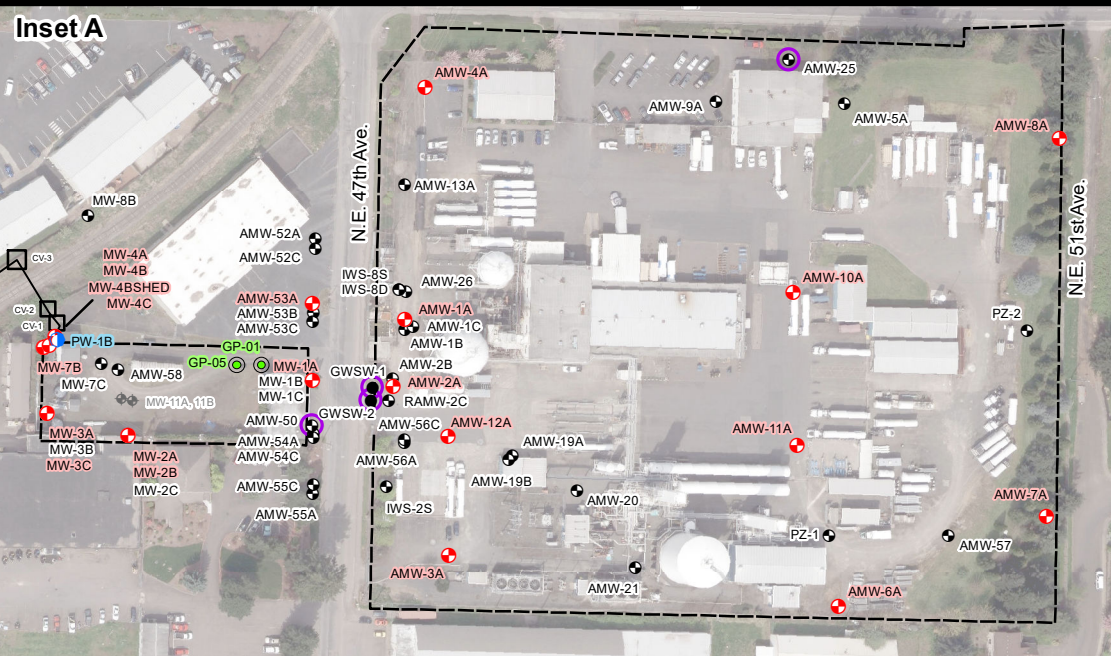 Inset A
AMW-4A
AMW-25
AMW-9A
AMW-5A
AMW-8A
N.E. 47th Ave.
AMW-13A
MW-8B
N.E. 51st Ave.
AMW-52A
AMW-52C
CV-3
MW-4A
MW-4B
MW-4BSHED
MW-4C
IWS-8S
IWS-8D
AMW-26
AMW-10A
CV-2
CV-1
AMW-53A
AMW-53B
AMW-53C
AMW-1A
AMW-1C
AMW-1B
PZ-2
PW-1B
GP-01
GP-05
MW-7B
MW-7C
AMW-58
MW-1A
MW-1B
MW-1C
GWSW-1
AMW-2B
AMW-2A
RAMW-2C
MW-11A, 11B
GWSW-2
AMW-50
AMW-54A
AMW-54C
AMW-56C
AMW-12A
AMW-56A
AMW-19A
AMW-19B
AMW-11A
MW-3A
MW-3B
MW-3C
MW-2A
MW-2B
MW-2C
AMW-55C
AMW-55A
IWS-2S
AMW-20
AMW-7A
PZ-1
AMW-57
AMW-3A
AMW-21
AMW-6A